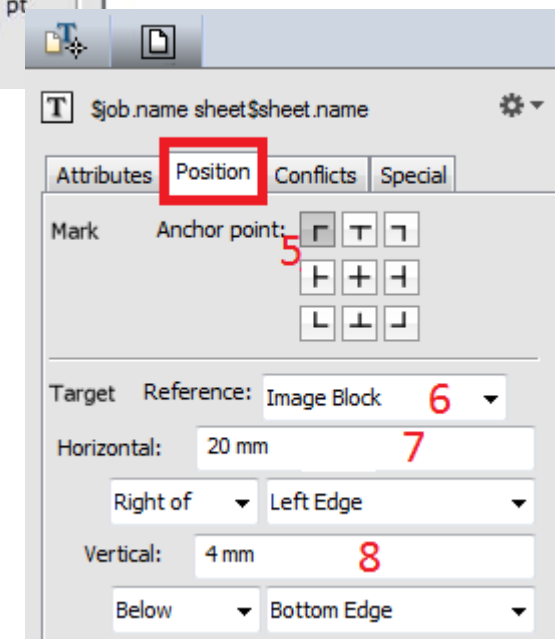 pt
T $job.name sheet$sheet.name
Attributes Position Conflicts Special
Mark Anchor point:
5
Target Reference: Image Block 6
Horizontal: 20 mm 7
Right of Left Edge
Vertical: 4 mm 8
Below Bottom Edge